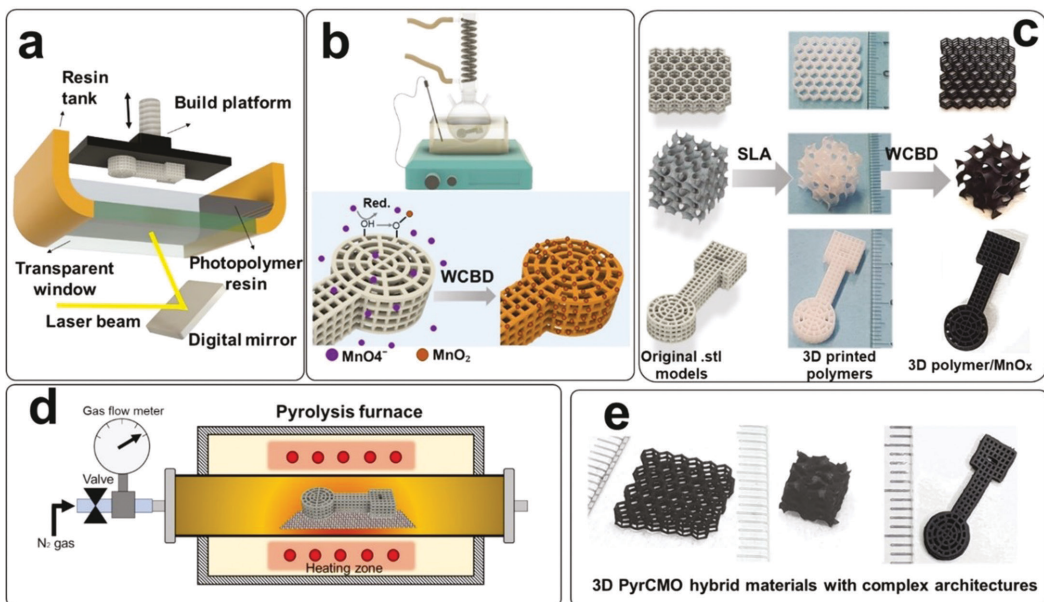 a
Resin
tank
Build platform
Transparent
window
Photopolymer
resin
Laser beam
Digital mirror
b
Red.
OH
O
WCBD
MnO4⁻
MnO₂
c
SLA
WCBD
Original .stl
models
3D printed
polymers
3D polymer/MnOx
d
Pyrolysis furnace
Gas flow meter
Valve
N₂ gas
Heating zone
e
3D PyrCMO hybrid materials with complex architectures